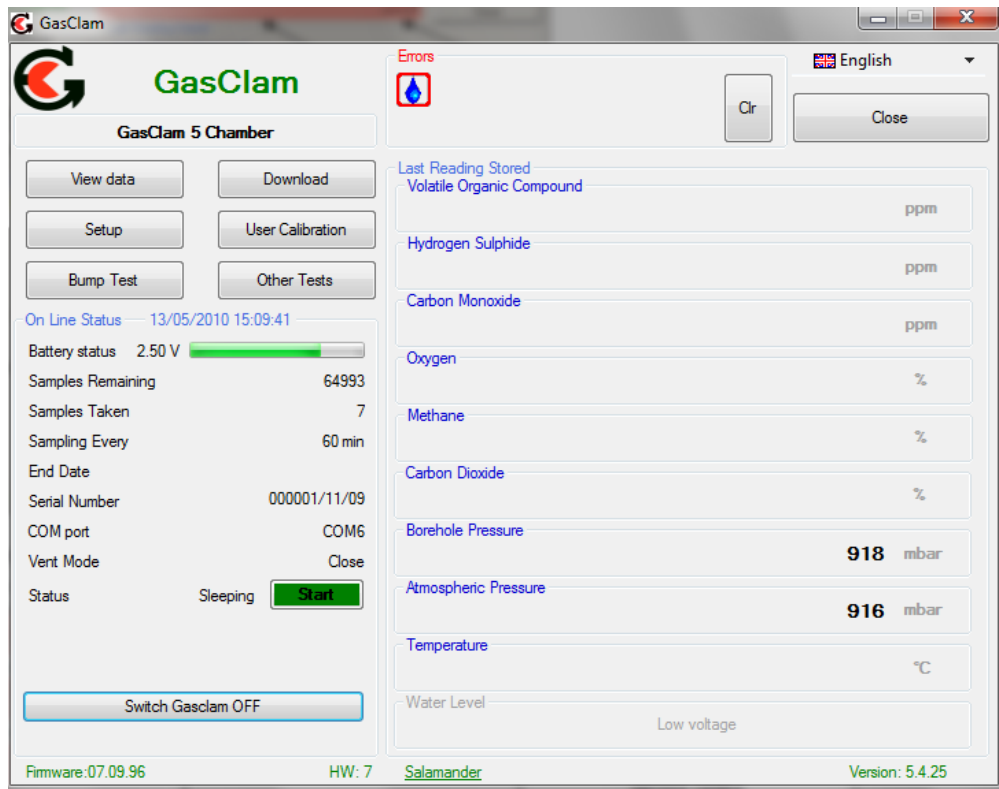 GasClam
GasClam
GasClam 5 Chamber
Errors
Clr
English
Close
View data
Download
Setup
User Calibration
Bump Test
Other Tests
On Line Status 13/05/2010 15:09:41
Battery status 2.50 V
Samples Remaining 64993
Samples Taken 7
Sampling Every 60 min
End Date
Serial Number 000001/11/09
COM port COM6
Vent Mode Close
Status Sleeping Start
Switch Gasclam OFF
Last Reading Stored
Volatile Organic Compound
ppm
Hydrogen Sulphide
ppm
Carbon Monoxide
ppm
Oxygen
%
Methane
%
Carbon Dioxide
%
Borehole Pressure
918 mbar
Atmospheric Pressure
916 mbar
Temperature
°C
Water Level
Low voltage
Firmware:07.09.96 HW: 7 Salamander Version: 5.4.25